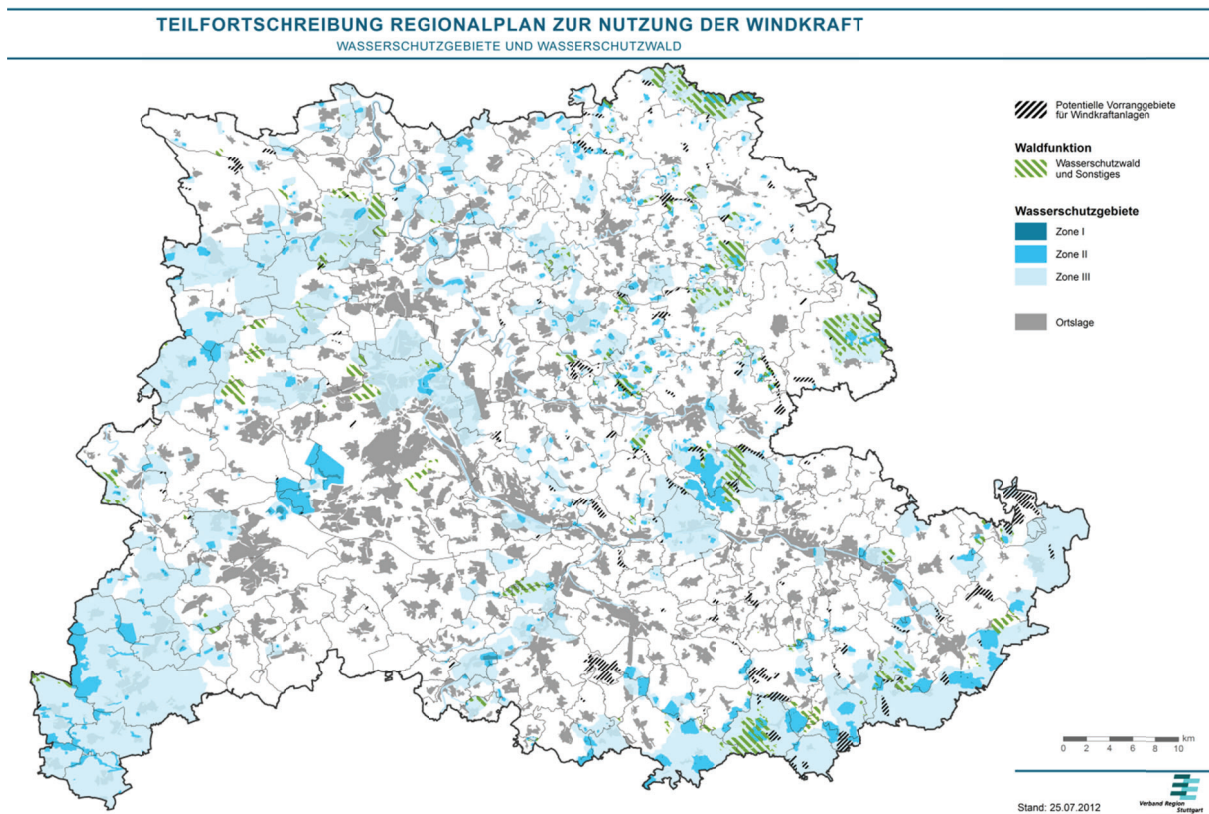 TEILFORTSCHREIBUNG REGIONALPLAN ZUR NUTZUNG DER WINDKRAFT
WASSERSCHUTZGEBIETE UND WASSERSCHUTZWALD
Potentielle Vorranggebiete
für Windkraftanlagen
Waldfunktion
Wasserschutzwald
und Sonstiges
Wasserschutzgebiete
Zone I
Zone II
Zone III
Ortslage
km
0 2 4 6 8 10
Stand: 25.07.2012
Verband Region
Stuttgart